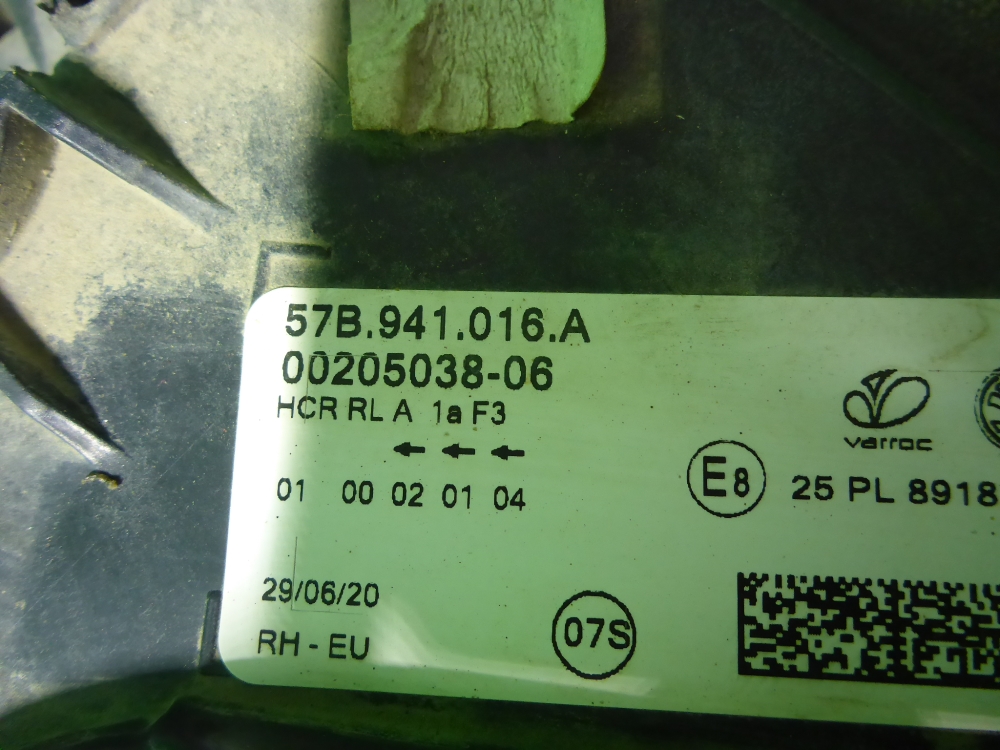 57B.941.016.A
00205038-06
HCR RL A 1a F3
01 00 02 01 04
varroc
E8
25 PL 8918
29/06/20
RH - EU
07S